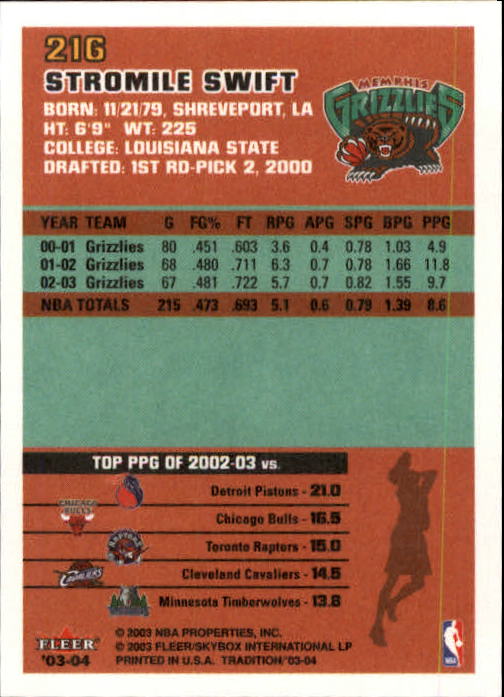 216
STROMILE SWIFT
BORN: 11/21/79, SHREVEPORT, LA
HT: 6'9" WT: 225
COLLEGE: LOUISIANA STATE
DRAFTED: 1ST RD-PICK 2, 2000
MEMPHIS
GRIZZLIES
YEAR TEAM G FG% FT RPG APG SPG BPG PPG
00-01 Grizzlies 80 .451 .603 3.6 0.4 0.78 1.03 4.9
01-02 Grizzlies 68 .480 .711 6.3 0.7 0.78 1.66 11.8
02-03 Grizzlies 67 .481 .722 5.7 0.7 0.82 1.55 9.7
NBA TOTALS 215 .473 .693 5.1 0.6 0.79 1.39 8.6
TOP PPG OF 2002-03 vs.
Detroit Pistons - 21.0
CHICAGO
BULLS
Chicago Bulls - 16.5
RAPTORS
Toronto Raptors - 15.0
CAVALIERS
Cleveland Cavaliers - 14.5
Minnesota Timberwolves - 13.6
FLEER
'03-04
© 2003 NBA PROPERTIES, INC.
© 2003 FLEER/SKYBOX INTERNATIONAL LP
PRINTED IN U.S.A. TRADITION'03-04
NBA